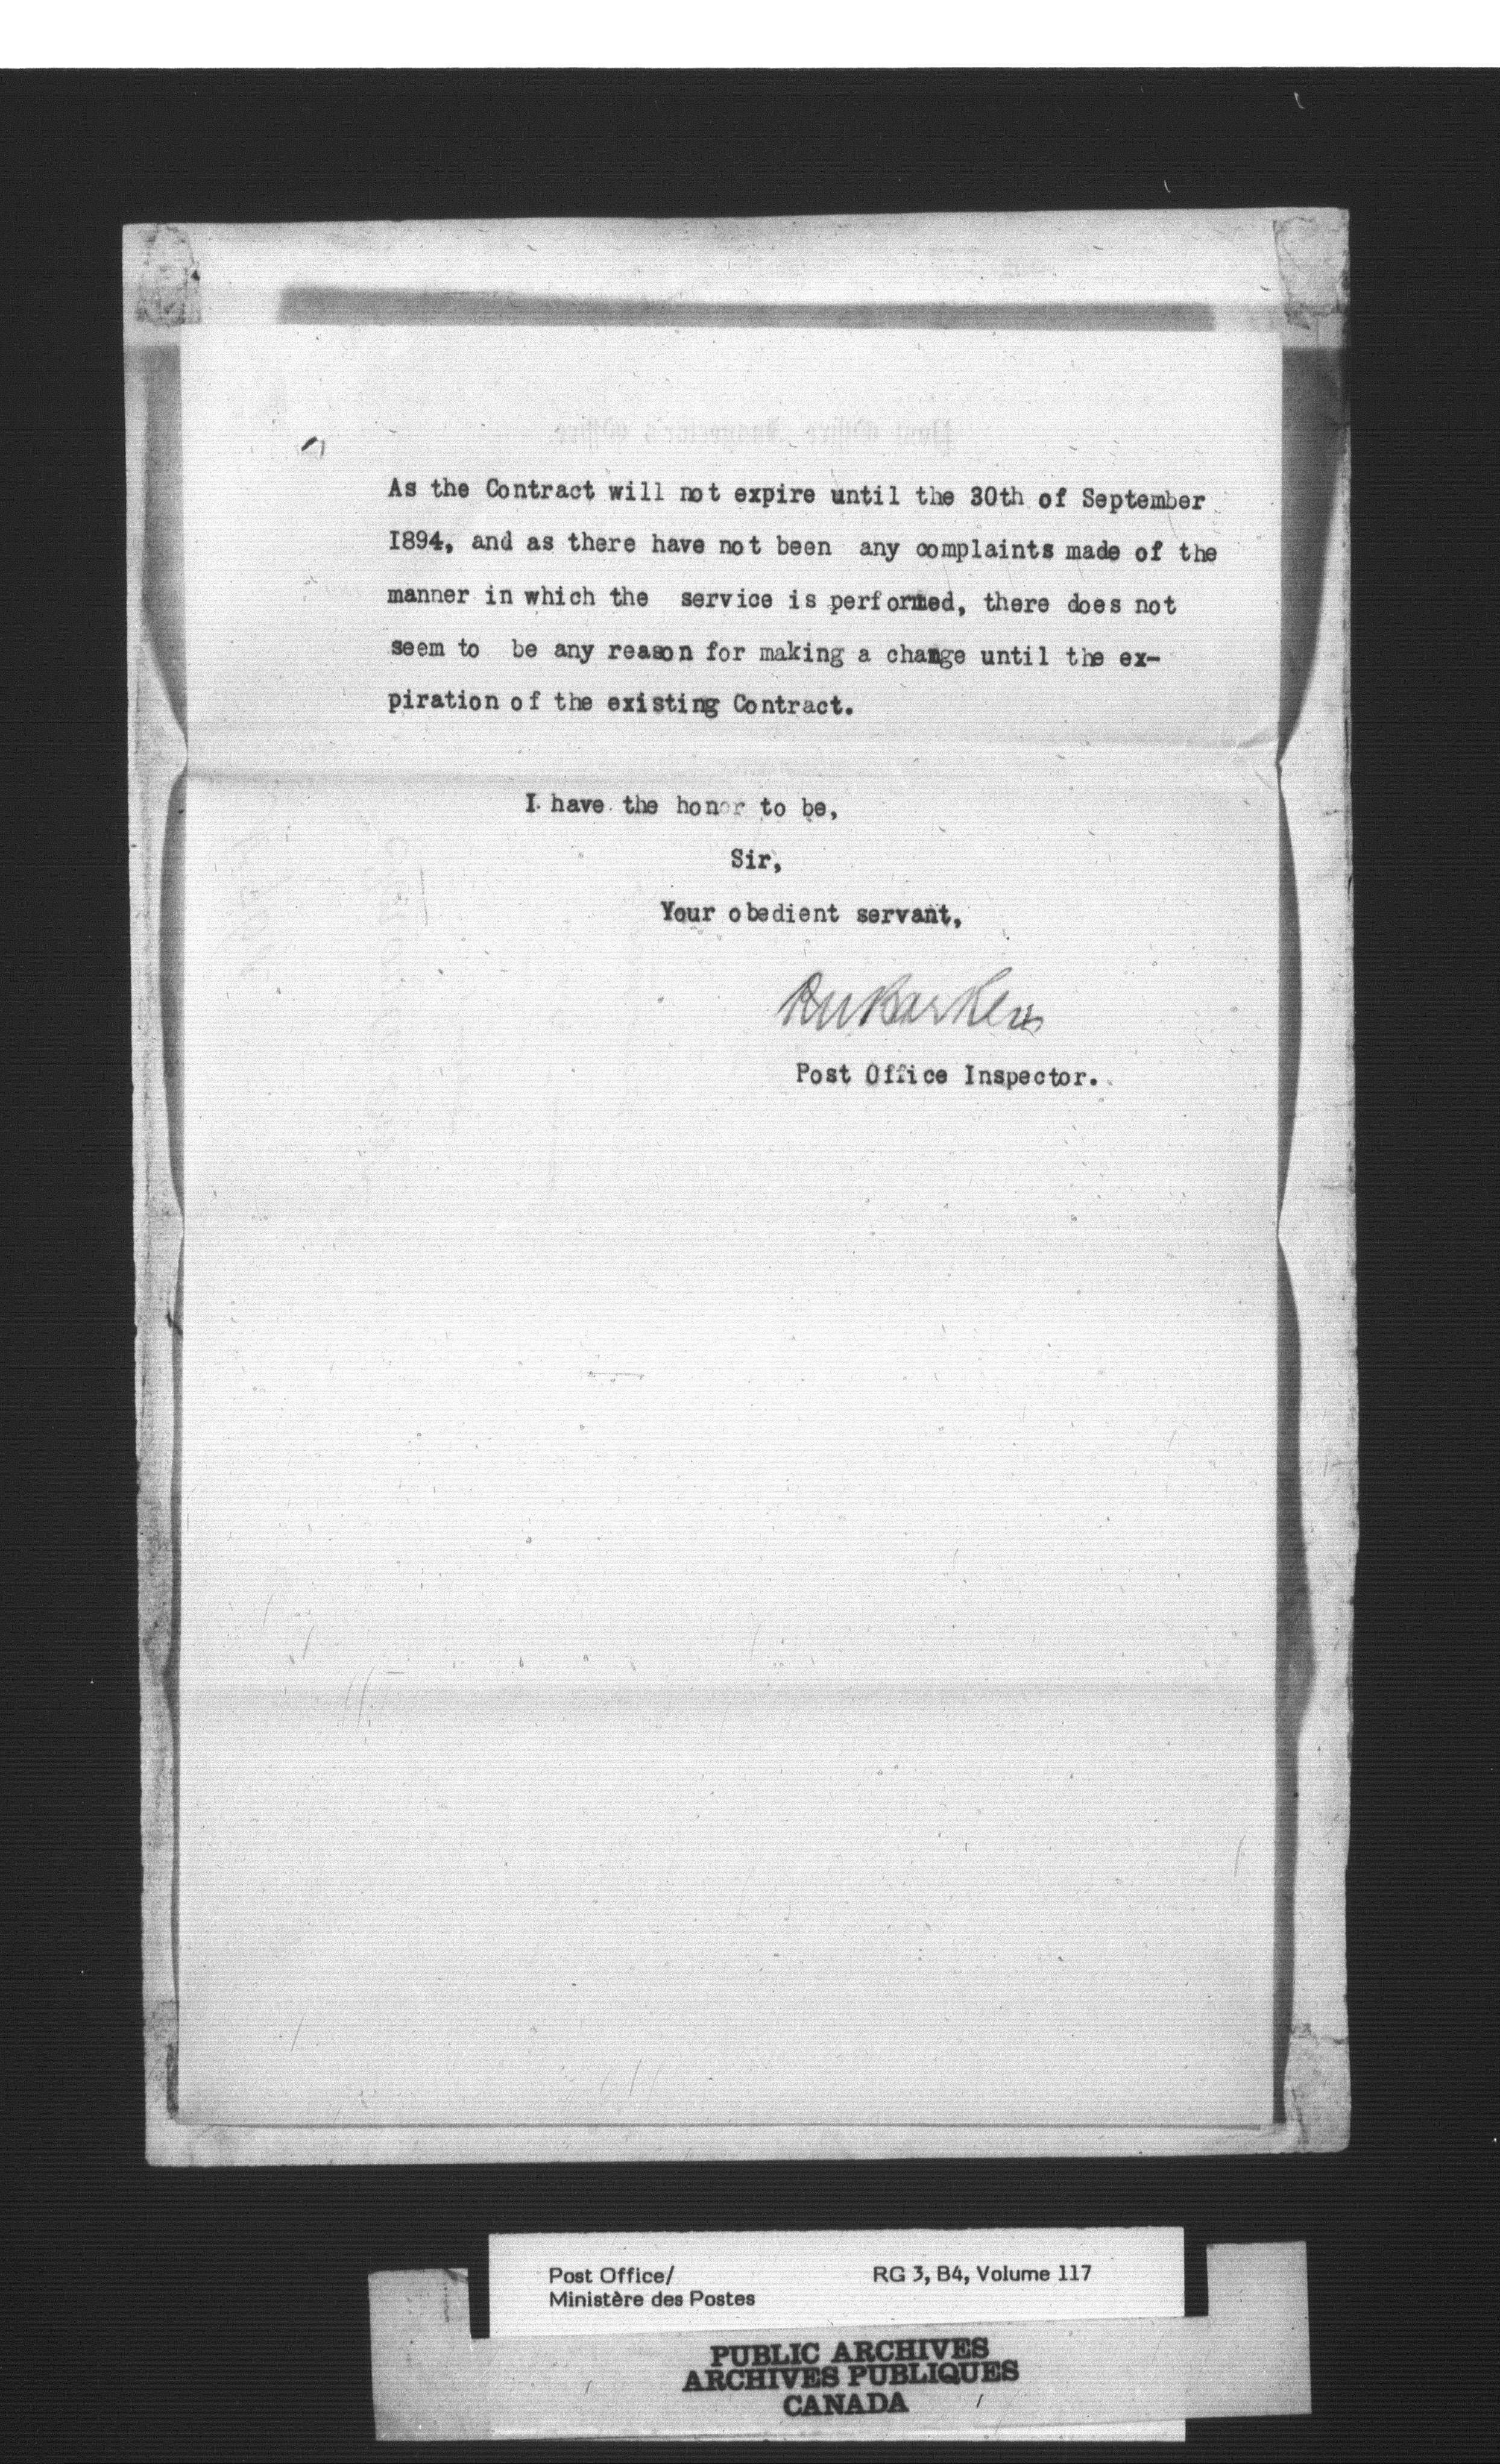 As the Contract will not expire until the 30th of September
I894, and as there have not been any complaints made of the
manner in which the service is performed, there does not
seem to be any reason for making a change until the ex-
piration of the existing Contract.
I have the honor to be,
Sir,
Your obedient servant,
Post Office Inspector.
Post Office/
Ministère des Postes
RG 3, B4, Volume 117
PUBLIC ARCHIVES
ARCHIVES PUBLIQUES
CANADA